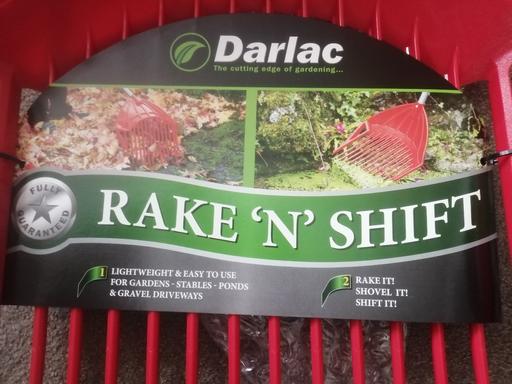 Darlac
The cutting edge of gardening...
FULLY
GUARANTEED
RAKE 'N' SHIFT
1 LIGHTWEIGHT & EASY TO USE
FOR GARDENS - STABLES - PONDS
& GRAVEL DRIVEWAYS
2 RAKE IT!
SHOVEL IT!
SHIFT IT!